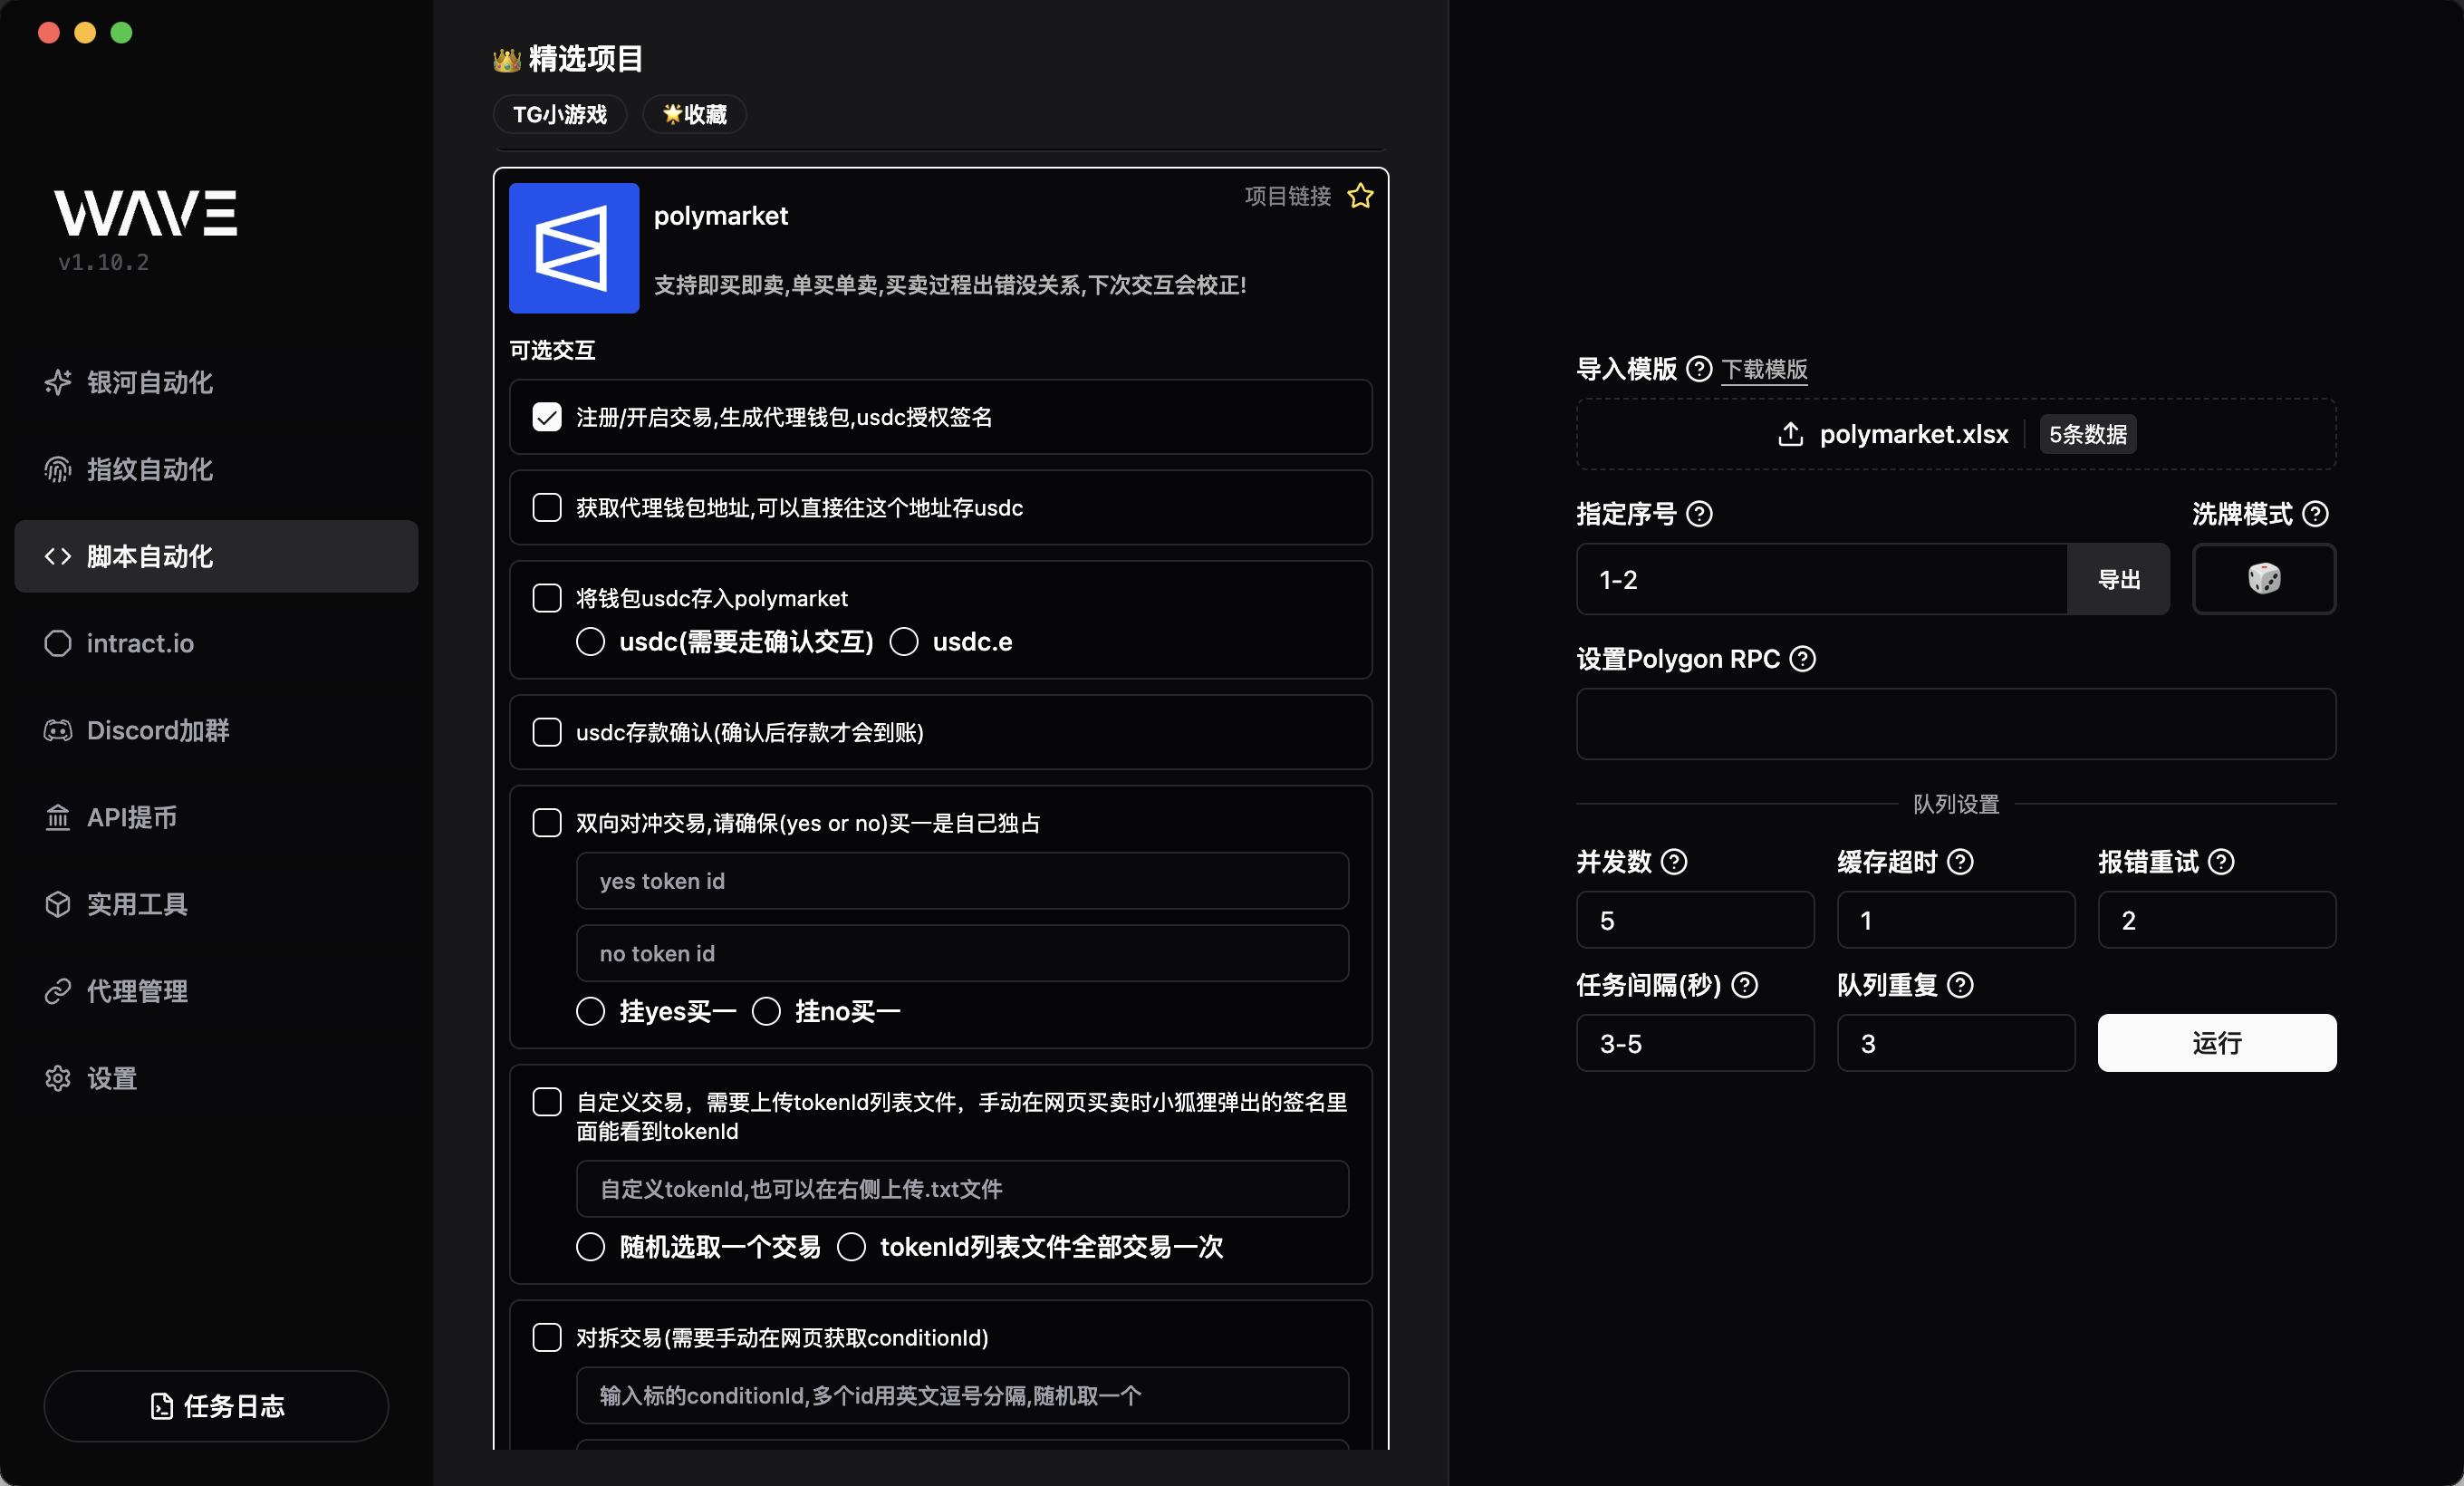 WAVE
v1.10.2
银河自动化
指纹自动化
脚本自动化
intract.io
Discord加群
API提币
实用工具
代理管理
设置
任务日志
精选项目
TG小游戏
收藏
polymarket
项目链接
支持即买即卖,单买单卖,买卖过程出错没关系,下次交互会校正!
可选交互
注册/开启交易,生成代理钱包,usdc授权签名
获取代理钱包地址,可以直接往这个地址存usdc
将钱包usdc存入polymarket
usdc(需要走确认交互) usdc.e
usdc存款确认(确认后存款才会到账)
双向对冲交易,请确保(yes or no)买一是自己独占
yes token id
no token id
挂yes买一 挂no买一
自定义交易，需要上传tokenId列表文件，手动在网页买卖时小狐狸弹出的签名里
面能看到tokenId
自定义tokenId,也可以在右侧上传.txt文件
随机选取一个交易 tokenId列表文件全部交易一次
对拆交易(需要手动在网页获取conditionId)
输入标的conditionId,多个id用英文逗号分隔,随机取一个
导入模版 下载模版
polymarket.xlsx 5条数据
指定序号 洗牌模式
1-2 导出
设置Polygon RPC
队列设置
并发数 缓存超时 报错重试
5 1 2
任务间隔(秒) 队列重复
3-5 3 运行